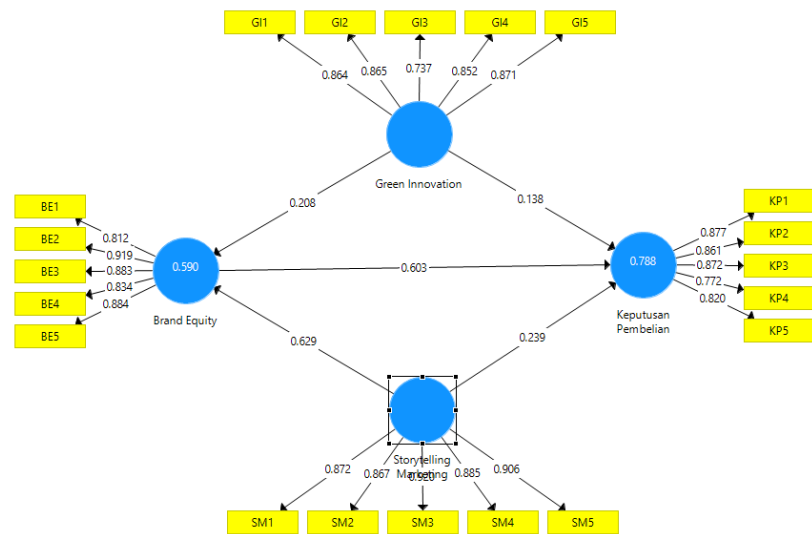 GI1 GI2 GI3 GI4 GI5
0.864 0.865 0.737 0.852 0.871
Green Innovation
0.208 0.138
BE1
BE2
BE3
BE4
BE5
0.812
0.919
0.883
0.834
0.884
0.590
Brand Equity
0.603
0.788
Keputusan
Pembelian
0.877
0.861
0.872
0.772
0.820
KP1
KP2
KP3
KP4
KP5
0.629 0.239
Storytelling
Marketing
0.872 0.867 0.920 0.885 0.906
SM1 SM2 SM3 SM4 SM5